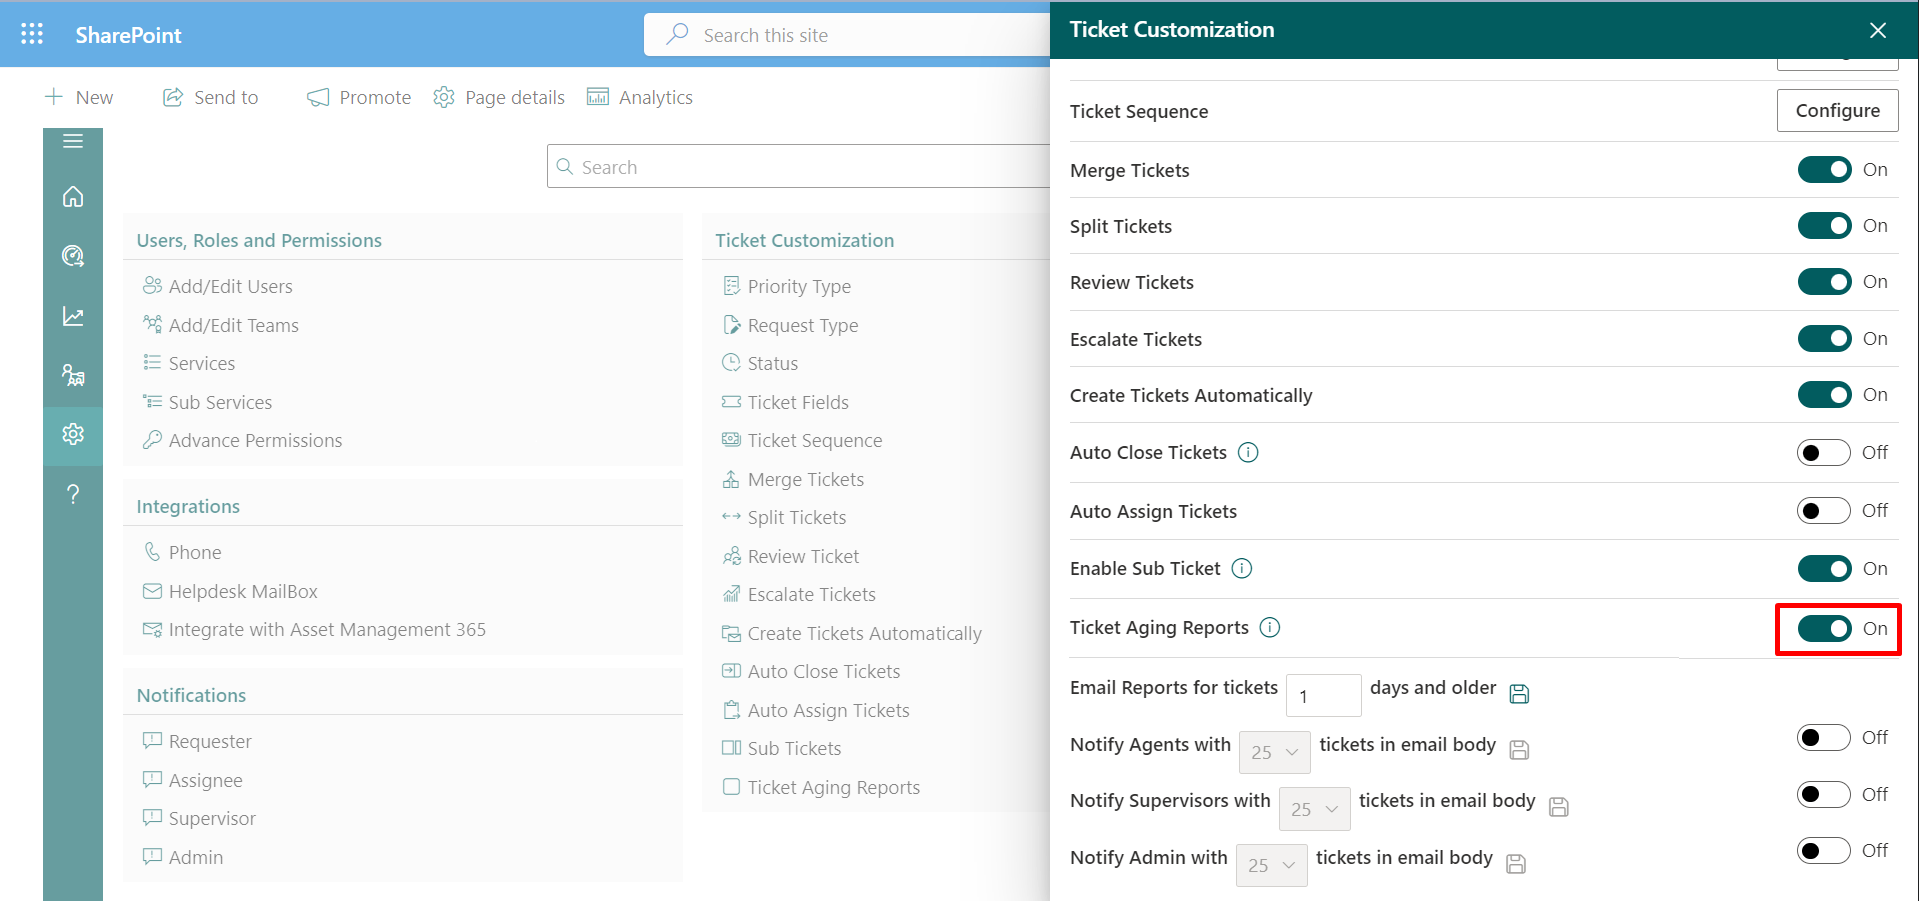 SharePoint
Search this site
New
Send to
Promote
Page details
Analytics
Search
Users, Roles and Permissions
Add/Edit Users
Add/Edit Teams
Services
Sub Services
Advance Permissions
Integrations
Phone
Helpdesk MailBox
Integrate with Asset Management 365
Notifications
Requester
Assignee
Supervisor
Admin
Ticket Customization
Priority Type
Request Type
Status
Ticket Fields
Ticket Sequence
Merge Tickets
Split Tickets
Review Ticket
Escalate Tickets
Create Tickets Automatically
Auto Close Tickets
Auto Assign Tickets
Sub Tickets
Ticket Aging Reports
Ticket Customization
Ticket Sequence Configure
Merge Tickets On
Split Tickets On
Review Tickets On
Escalate Tickets On
Create Tickets Automatically On
Auto Close Tickets Off
Auto Assign Tickets Off
Enable Sub Ticket On
Ticket Aging Reports On
Email Reports for tickets 1 days and older
Notify Agents with 25 tickets in email body Off
Notify Supervisors with 25 tickets in email body Off
Notify Admin with 25 tickets in email body Off